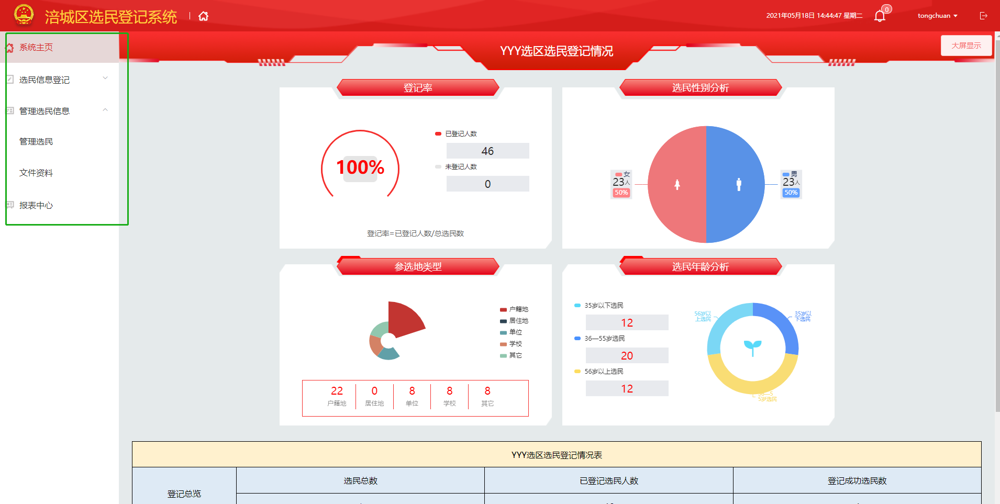 涪城区选民登记系统
2021年05月18日 14:44:47 星期二
0
tongchuan
系统主页
选民信息登记
管理选民信息
管理选民
文件资料
报表中心
YYY选区选民登记情况
大屏显示
登记率
100%
已登记人数
46
未登记人数
0
登记率=已登记人数/总选民数
选民性别分析
女
23人
50%
男
23人
50%
参选地类型
户籍地
居住地
单位
学校
其它
22
0
8
8
8
户籍地
居住地
单位
学校
其它
选民年龄分析
35岁以下选民
12
36—55岁选民
20
56岁以上选民
12
56岁以
上选民
35岁以
下选民
5岁选民
YYY选区选民登记情况表
登记总览
选民总数
已登记选民人数
登记成功选民数